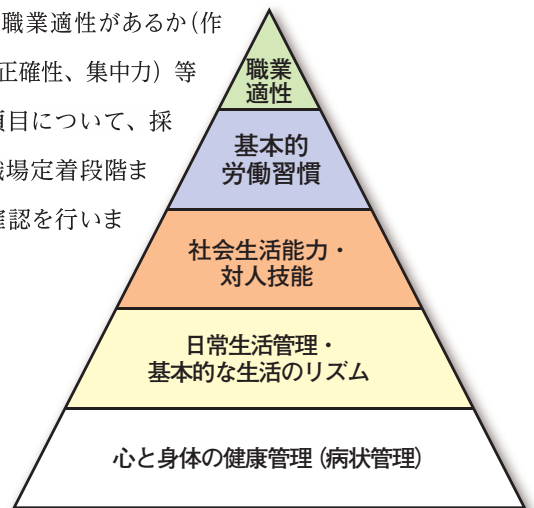 職業適性があるか（作
正確性、集中力）等
項目について、採
職場定着段階ま
確認を行いま
職業
適性
基本的
労働習慣
社会生活能力・
対人技能
日常生活管理・
基本的な生活のリズム
心と身体の健康管理（病状管理）